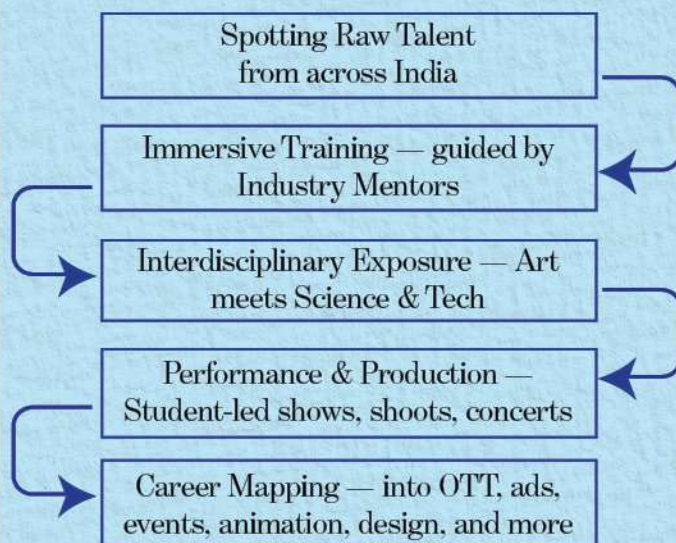 Spotting Raw Talent
from across India
Immersive Training — guided by
Industry Mentors
Interdisciplinary Exposure — Art
meets Science & Tech
Performance & Production —
Student-led shows, shoots, concerts
Career Mapping — into OTT, ads,
events, animation, design, and more